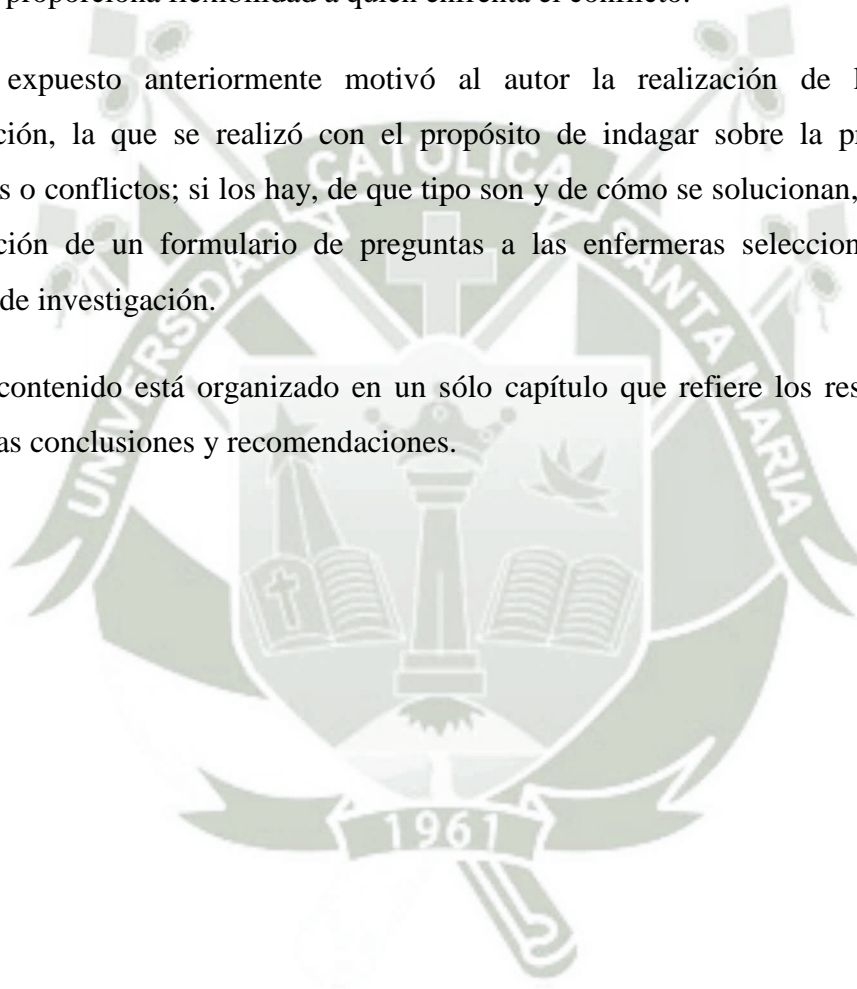 proporciona flexibilidad a quien enfrenta el conflicto.
expuesto anteriormente motivó al autor la realización de
ción, la que se realizó con el propósito de indagar sobre la
s o conflictos; si los hay, de que tipo son y de cómo se solucionan,
ción de un formulario de preguntas a las enfermeras seleccion
de investigación.
contenido está organizado en un sólo capítulo que refiere los res
as conclusiones y recomendaciones.
UNIVERSIDAD CATOLICA SANTA MARIA
1961